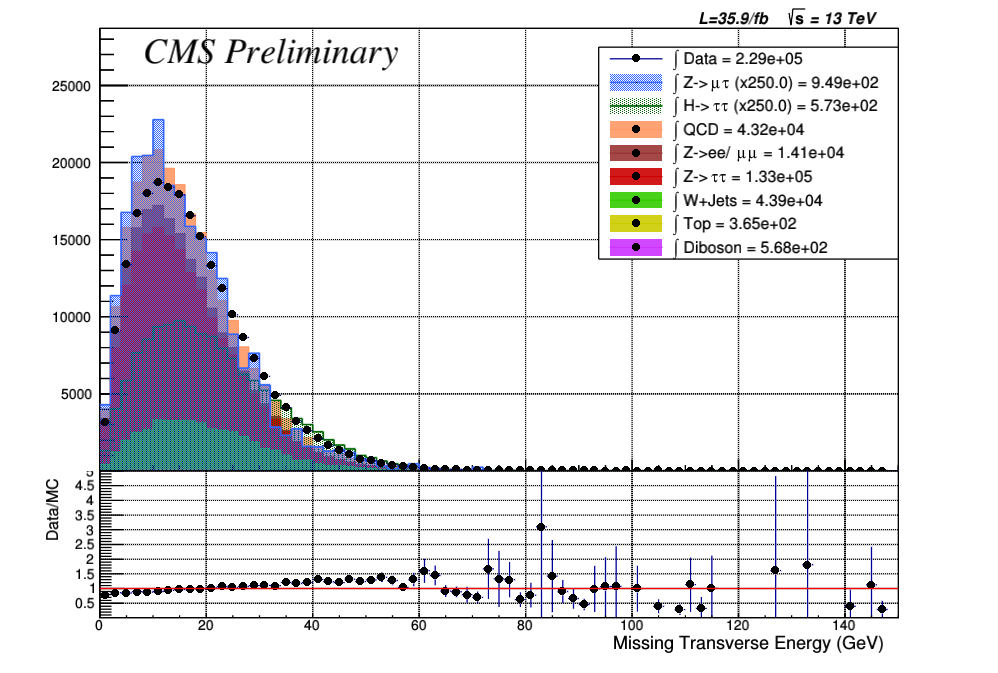 L=35.9/fb √s = 13 TeV
CMS Preliminary
∫ Data = 2.29e+05
∫ Z->μτ (x250.0) = 9.49e+02
∫ H->ττ (x250.0) = 5.73e+02
∫ QCD = 4.32e+04
∫ Z->ee/ μμ = 1.41e+04
∫ Z->ττ = 1.33e+05
∫ W+Jets = 4.39e+04
∫ Top = 3.65e+02
∫ Diboson = 5.68e+02
25000
20000
15000
10000
5000
Data/MC
5
4.5
4
3.5
3
2.5
2
1.5
1
0.5
0 20 40 60 80 100 120 140
Missing Transverse Energy (GeV)